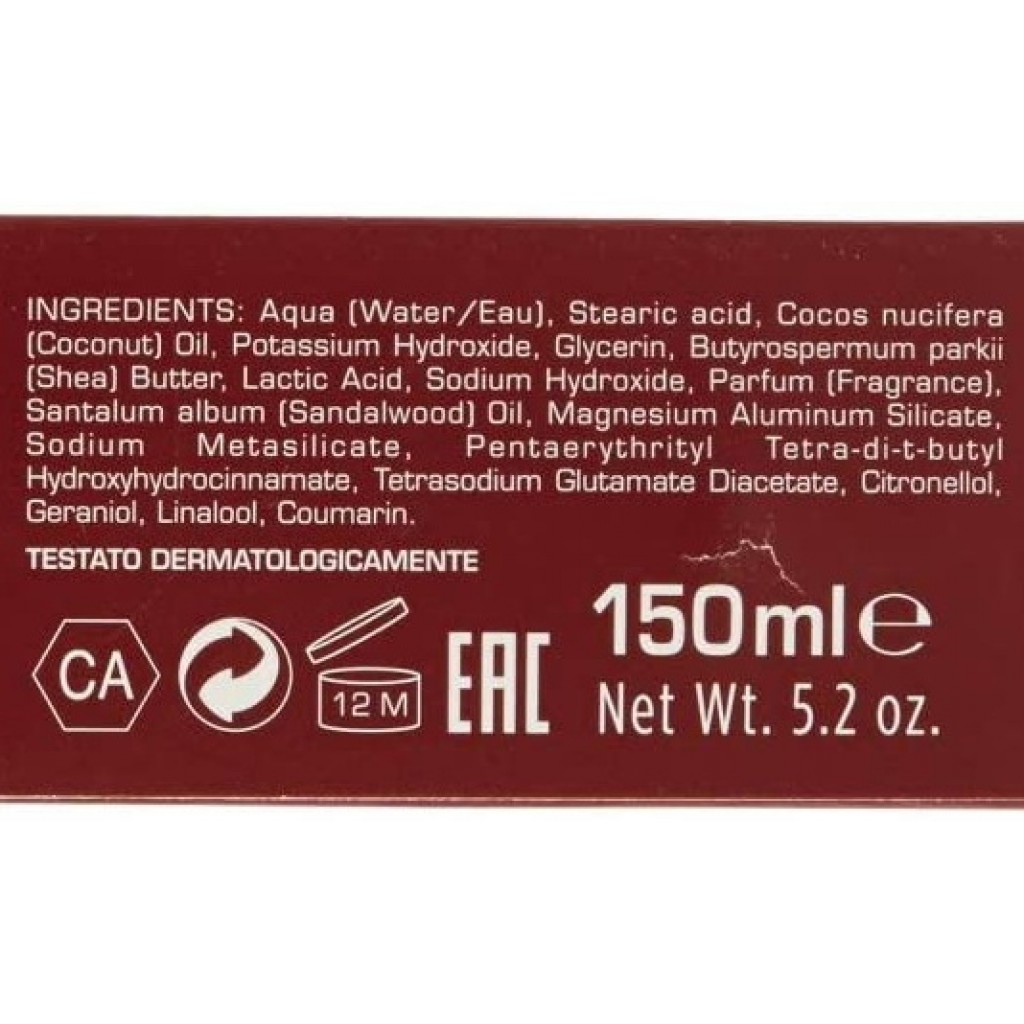 INGREDIENTS: Aqua (Water/Eau), Stearic acid, Cocos nucifera
(Coconut) Oil, Potassium Hydroxide, Glycerin, Butyrospermum parkii
(Shea) Butter, Lactic Acid, Sodium Hydroxide, Parfum (Fragrance),
Santalum album (Sandalwood) Oil, Magnesium Aluminum Silicate,
Sodium Metasilicate, Pentaerythrityl Tetra-di-t-butyl
Hydroxyhydrocinnamate, Tetrasodium Glutamate Diacetate, Citronellol,
Geraniol, Linalool, Coumarin.
TESTATO DERMATOLOGICAMENTE
CA
12 M
EAC
150ml e
Net Wt. 5.2 oz.